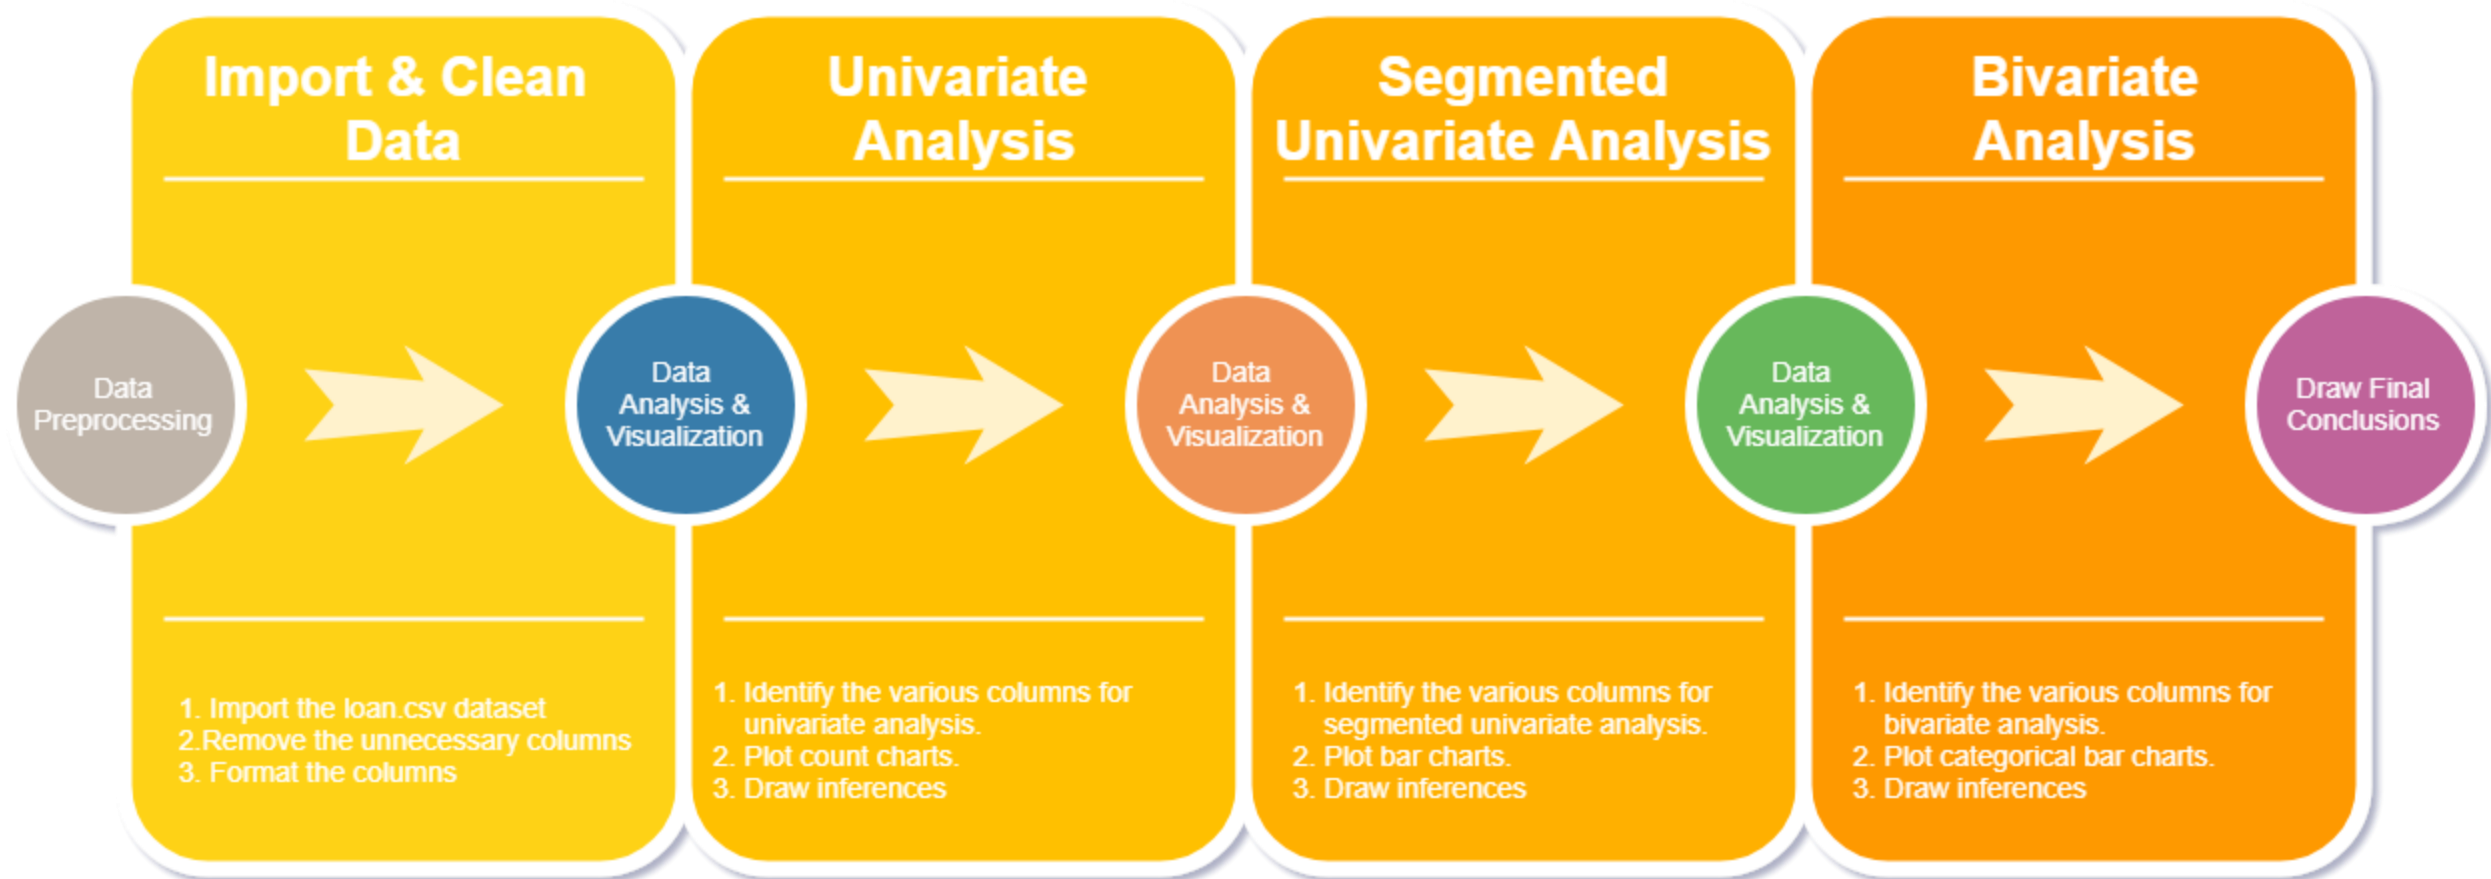 Import & Clean
Data
Univariate
Analysis
Segmented
Univariate Analysis
Bivariate
Analysis
Data
Preprocessing
Data
Analysis &
Visualization
Data
Analysis &
Visualization
Data
Analysis &
Visualization
Draw Final
Conclusions
1. Import the loan.csv dataset
2.Remove the unnecessary columns
3. Format the columns
1. Identify the various columns for
univariate analysis.
2. Plot count charts.
3. Draw inferences
1. Identify the various columns for
segmented univariate analysis.
2. Plot bar charts.
3. Draw inferences
1. Identify the various columns for
bivariate analysis.
2. Plot categorical bar charts.
3. Draw inferences